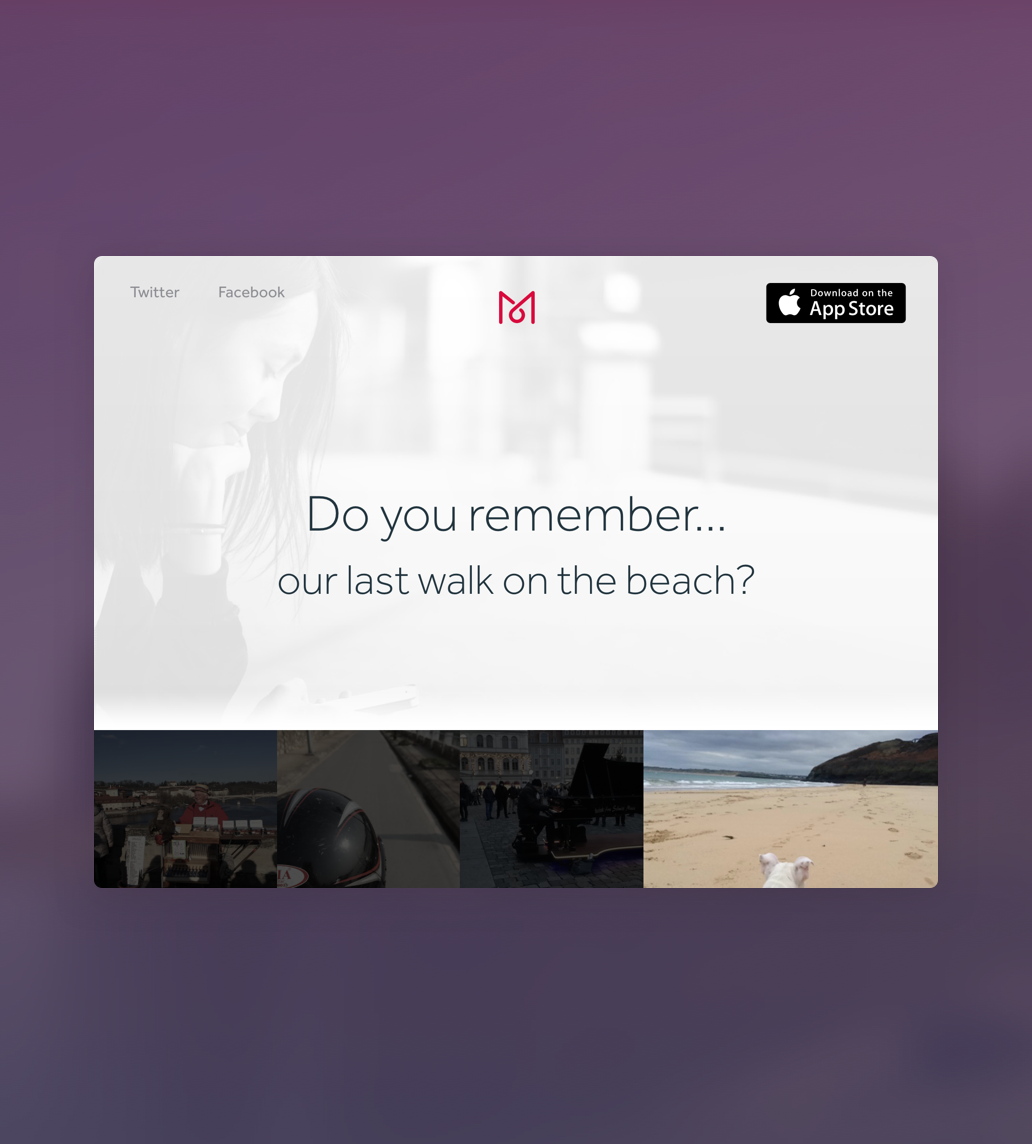 Twitter
Facebook
Download on the
App Store
Do you remember...
our last walk on the beach?